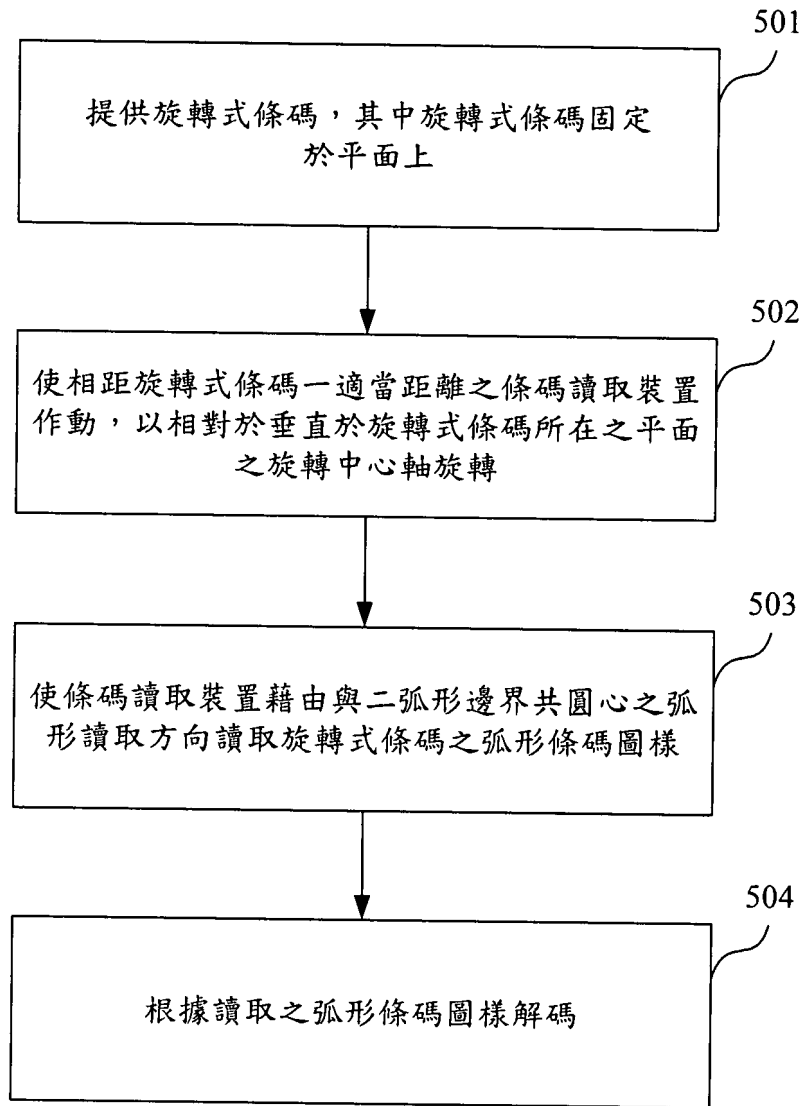 501
提供旋轉式條碼，其中旋轉式條碼固定
於平面上
502
使相距旋轉式條碼一適當距離之條碼讀取裝置
作動，以相對於垂直於旋轉式條碼所在之平面
之旋轉中心軸旋轉
503
使條碼讀取裝置藉由與二弧形邊界共圓心之弧
形讀取方向讀取旋轉式條碼之弧形條碼圖樣
504
根據讀取之弧形條碼圖樣解碼